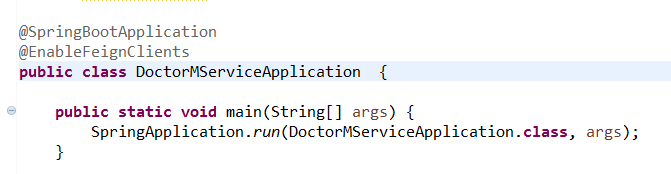 @SpringBootApplication
@EnableFeignClients
public class DoctorMServiceApplication  {
public static void main(String[] args) {
SpringApplication.run(DoctorMServiceApplication.class, args);
}